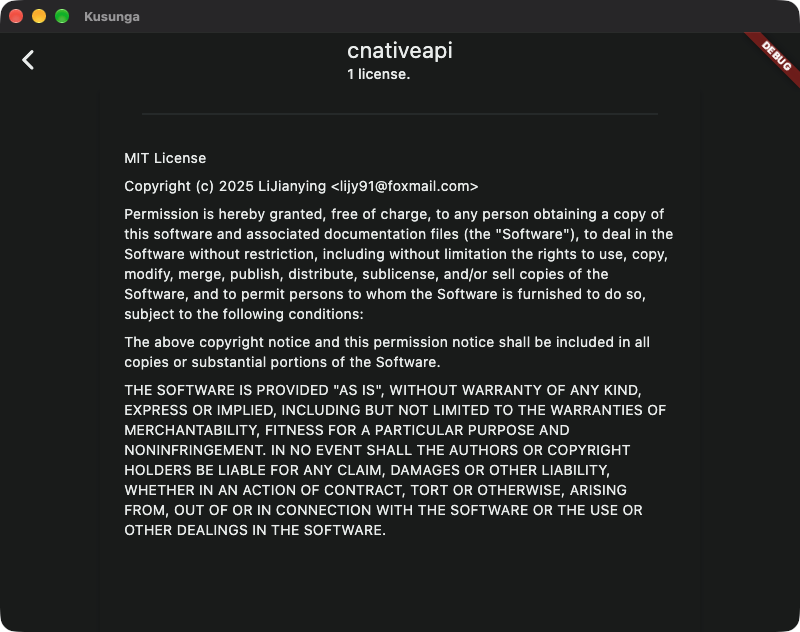 Kusunga
cnativeapi
1 license.
DEBUG
MIT License
Copyright (c) 2025 LiJianying <lijy91@foxmail.com>
Permission is hereby granted, free of charge, to any person obtaining a copy of
this software and associated documentation files (the "Software"), to deal in the
Software without restriction, including without limitation the rights to use, copy,
modify, merge, publish, distribute, sublicense, and/or sell copies of the
Software, and to permit persons to whom the Software is furnished to do so,
subject to the following conditions:
The above copyright notice and this permission notice shall be included in all
copies or substantial portions of the Software.
THE SOFTWARE IS PROVIDED "AS IS", WITHOUT WARRANTY OF ANY KIND,
EXPRESS OR IMPLIED, INCLUDING BUT NOT LIMITED TO THE WARRANTIES OF
MERCHANTABILITY, FITNESS FOR A PARTICULAR PURPOSE AND
NONINFRINGEMENT. IN NO EVENT SHALL THE AUTHORS OR COPYRIGHT
HOLDERS BE LIABLE FOR ANY CLAIM, DAMAGES OR OTHER LIABILITY,
WHETHER IN AN ACTION OF CONTRACT, TORT OR OTHERWISE, ARISING
FROM, OUT OF OR IN CONNECTION WITH THE SOFTWARE OR THE USE OR
OTHER DEALINGS IN THE SOFTWARE.